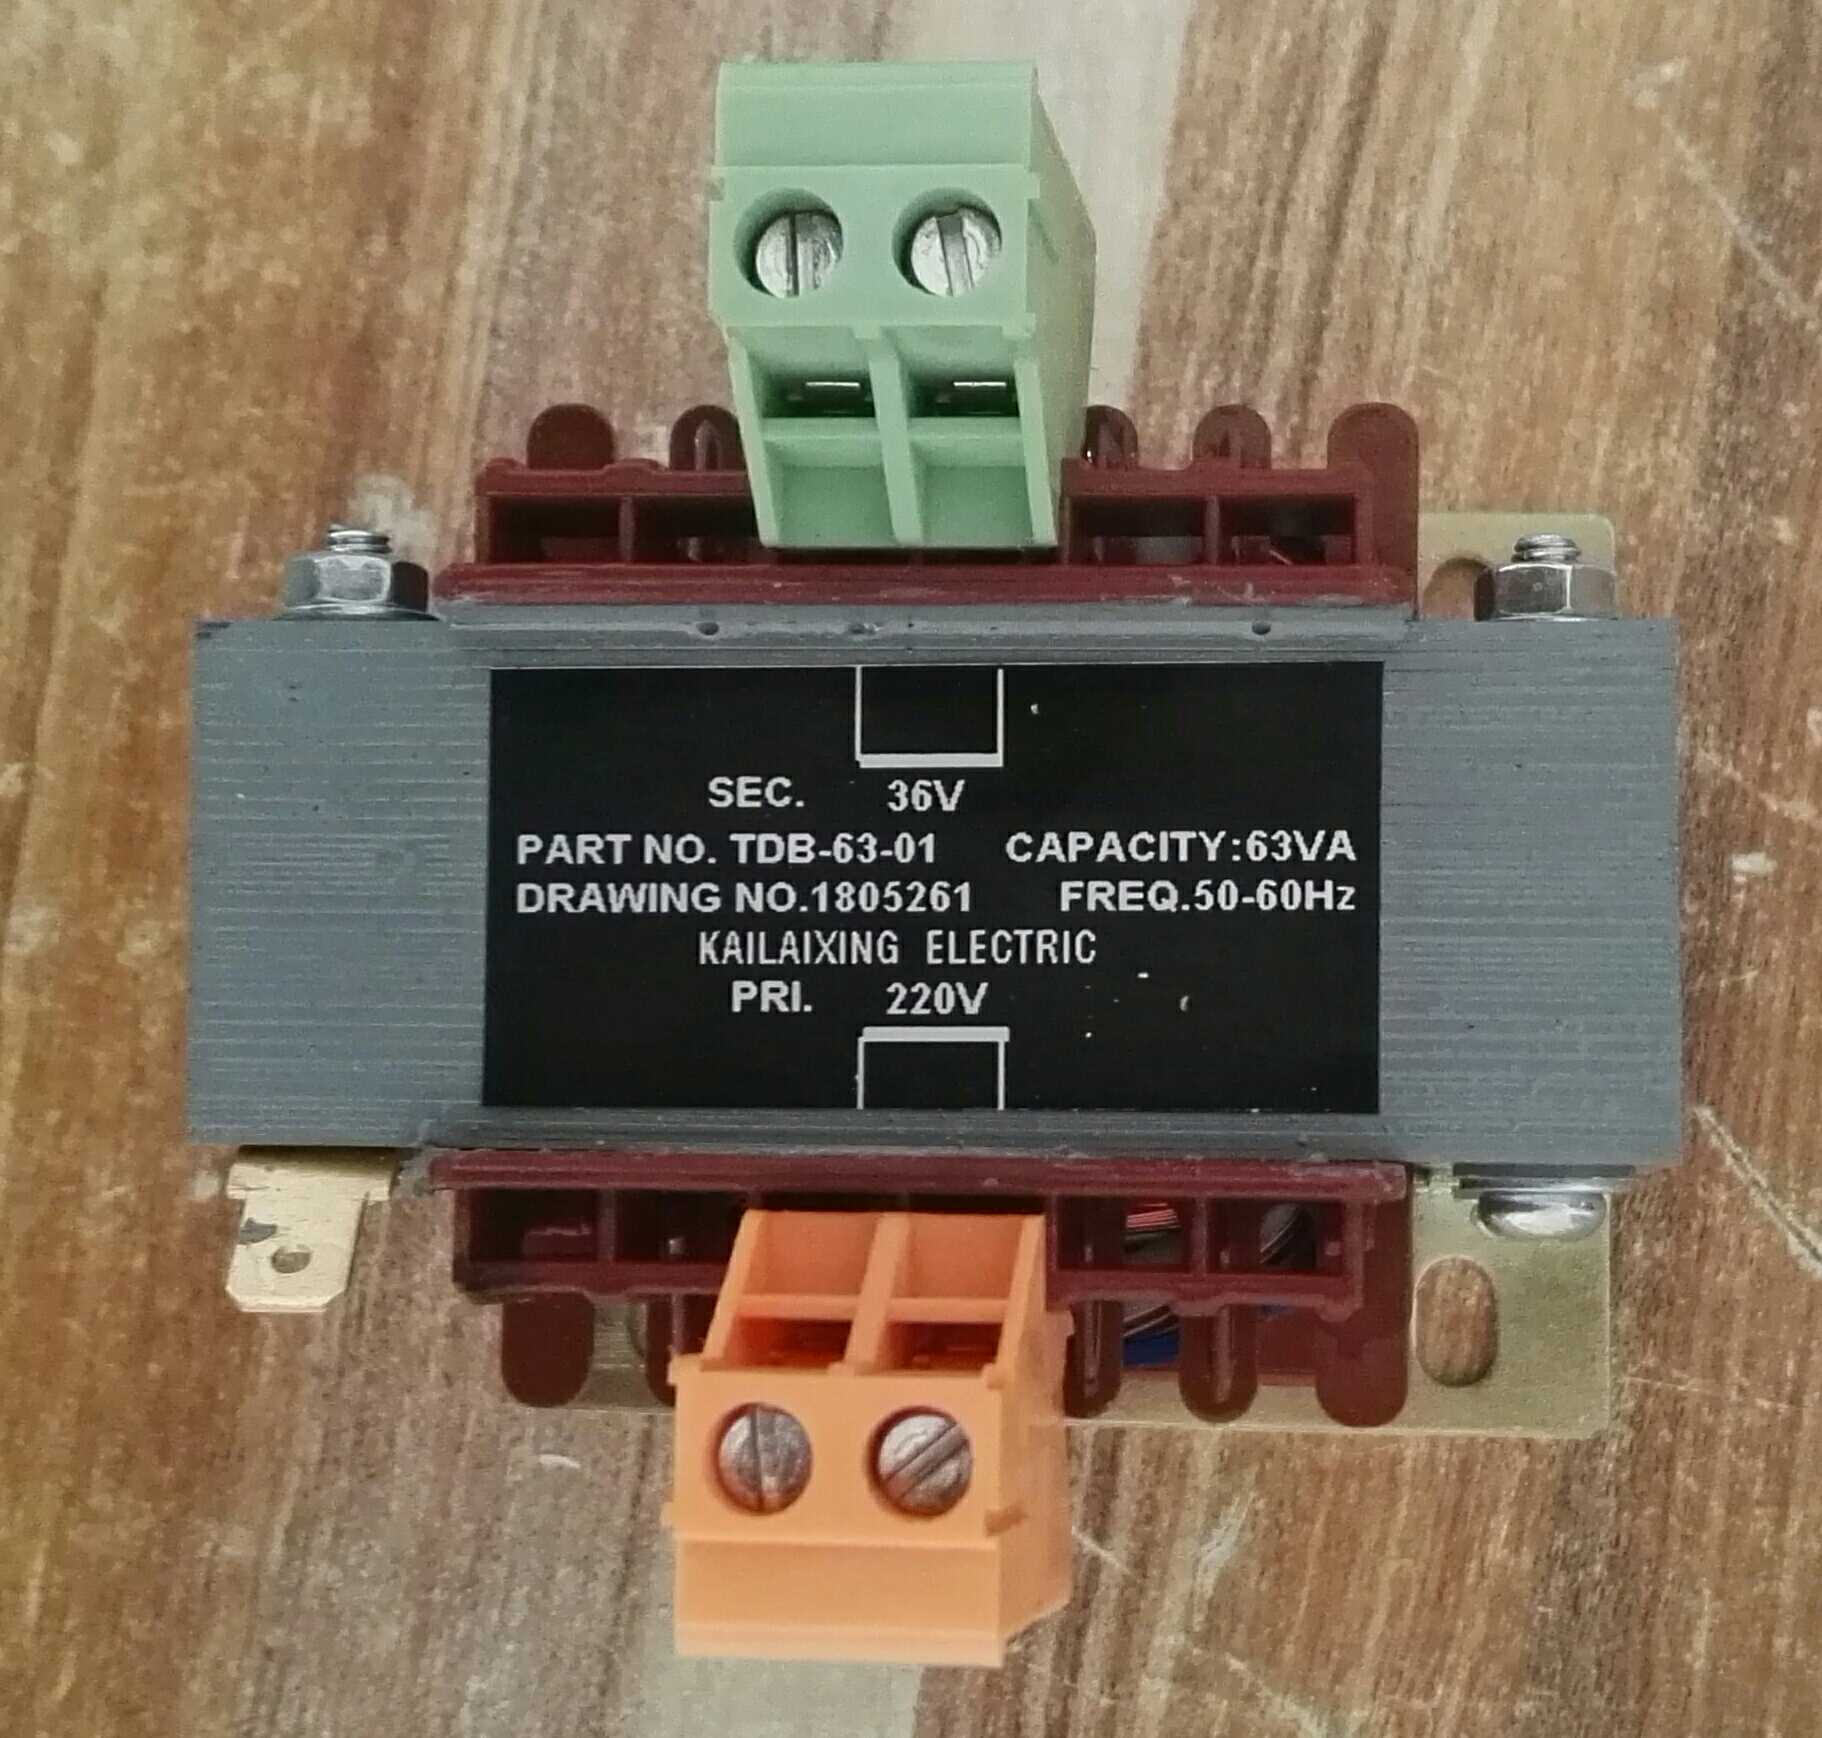 SEC. 36V
PART NO. TDB-63-01 CAPACITY:63VA
DRAWING NO.1805261 FREQ.50-60Hz
KAILAIXING ELECTRIC
PRI. 220V